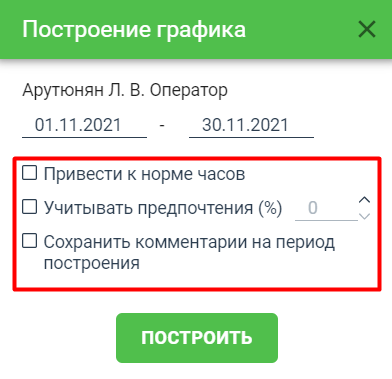 Построение графика
Арутюнян Л. В. Оператор
01.11.2021 - 30.11.2021
Привести к норме часов
Учитывать предпочтения (%) 0
Сохранить комментарии на период
построения
ПОСТРОИТЬ